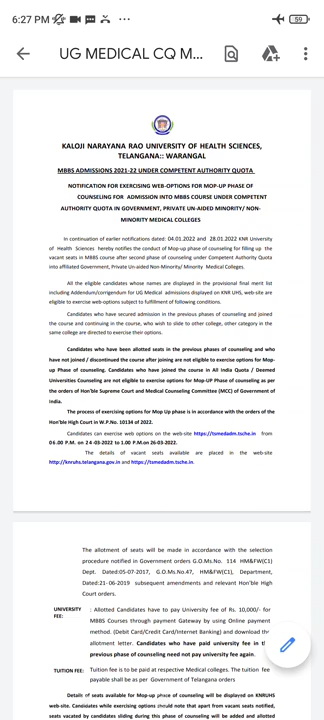 6:27 PM
59
UG MEDICAL CQ M...
KALOJI NARAYANA RAO UNIVERSITY OF HEALTH SCIENCES,
TELANGANA:: WARANGAL
MBBS ADMISSIONS 2021-22 UNDER COMPETENT AUTHORITY QUOTA
NOTIFICATION FOR EXERCISING WEB-OPTIONS FOR MOP-UP PHASE OF
COUNSELING FOR ADMISSION INTO MBBS COURSE UNDER COMPETENT
AUTHORITY QUOTA IN GOVERNMENT, PRIVATE UN-AIDED MINORITY/ NON-
MINORITY MEDICAL COLLEGES
In continuation of earlier notifications dated: 04.01.2022 and 28.01.2022 KNR University
of Health Sciences hereby notifies the conduct of Mop-up phase of counseling for filling up the
vacant seats in MBBS course after second phase of counseling under Competent Authority Quota
into affiliated Government, Private Un-aided Non-Minority/ Minority Medical Colleges.
All the eligible candidates whose names are displayed in the provisional final merit list
including Addendum/corrigendum for UG Medical admissions displayed on KNR UHS, web-site are
eligible to exercise web options subject to fulfillment of following conditions.
Candidates who have secured admission in the previous phases of counseling and joined
the course and continuing in the course, who wish to slide to other college, other category in the
same college are directed to exercise their options.
Candidates who have been allotted seats in the previous phases of counseling and who
have not joined / discontinued the course after joining are not eligible to exercise options for Mop-
up Phase of counseling. Candidates who have joined the course in All India Quota / Deemed
Universities Counseling are not eligible to exercise options for Mop-UP Phase of counseling as per
the orders of Hon'ble Supreme Court and Medical Counseling Committee (MCC) of Government of
India.
The process of exercising options for Mop Up phase is in accordance with the orders of the
Hon'ble High Court in W.P.No. 10134 of 2022.
Candidates can exercise web options on the web-site https://tsmedadm.tsche.in from
06.00 P.M. on 24-03-2022 to 1.00 P.M.on 26-03-2022.
The details of vacant seats available are placed in the web-site
http://knruhs.telangana.gov.in and https://tsmedadm.tsche.in.
The allotment of seats will be made in accordance with the selection
procedure notified in Government orders G.O.Ms.No. 114 HM&FW(C1)
Dept. Dated:05-07-2017, G.O.Ms.No.47, HM&FW(C1), Department,
Dated:21-06-2019 subsequent amendments and relevant Hon'ble High
Court orders.
UNIVERSITY : Allotted Candidates have to pay University fee of Rs. 10,000/- for
FEE: MBBS Courses through payment Gateway by using Online payment
method. (Debit Card/Credit Card/Internet Banking) and download the
allotment letter. Candidates who have paid university fee in the
previous phase of counseling need not pay university fee again.
TUITION FEE: Tuition fee is to be paid at respective Medical colleges. The tuition fee
payable shall be as per Government of Telangana orders
Details of seats available for Mop-up phase of counseling will be displayed on KNRUHS
web-site. Candidates while exercising options should note that apart from vacant seats notified,
seats vacated by candidates sliding during this phase of counseling will be added and allotted